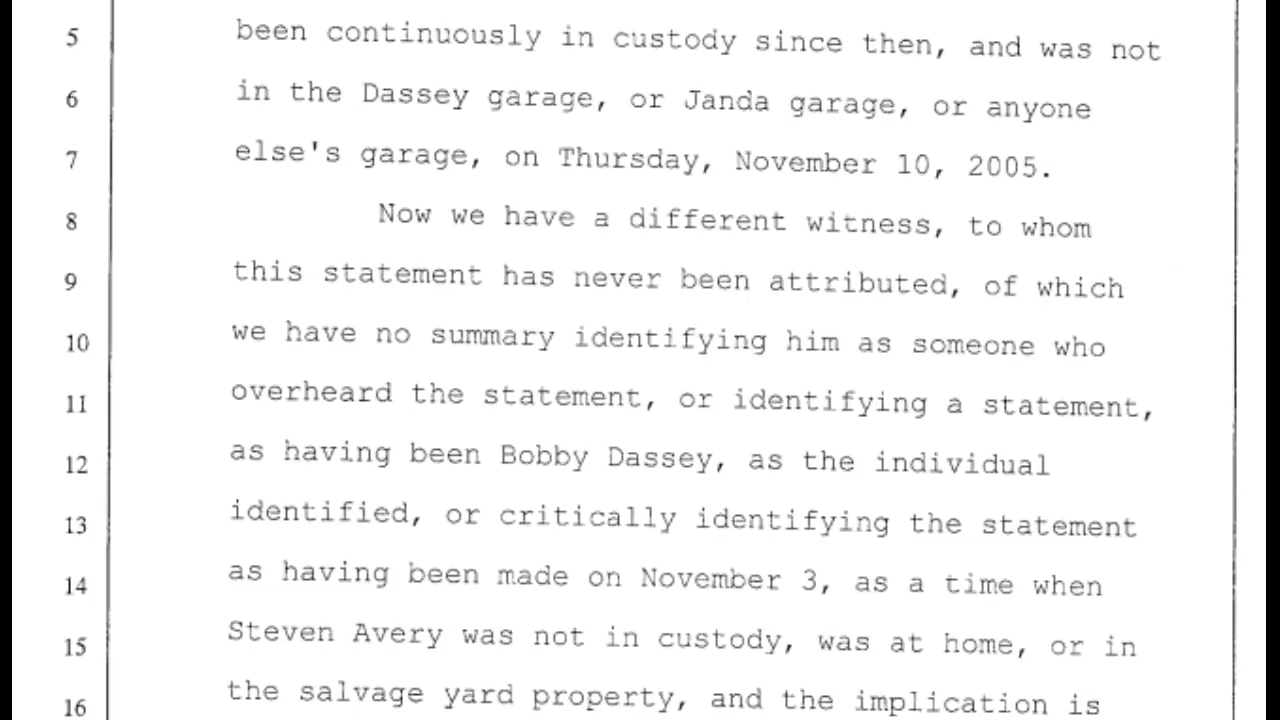 5 been continuously in custody since then, and was not
6 in the Dassey garage, or Janda garage, or anyone
7 else's garage, on Thursday, November 10, 2005.
8 Now we have a different witness, to whom
9 this statement has never been attributed, of which
10 we have no summary identifying him as someone who
11 overheard the statement, or identifying a statement,
12 as having been Bobby Dassey, as the individual
13 identified, or critically identifying the statement
14 as having been made on November 3, as a time when
15 Steven Avery was not in custody, was at home, or in
16 the salvage yard property, and the implication is